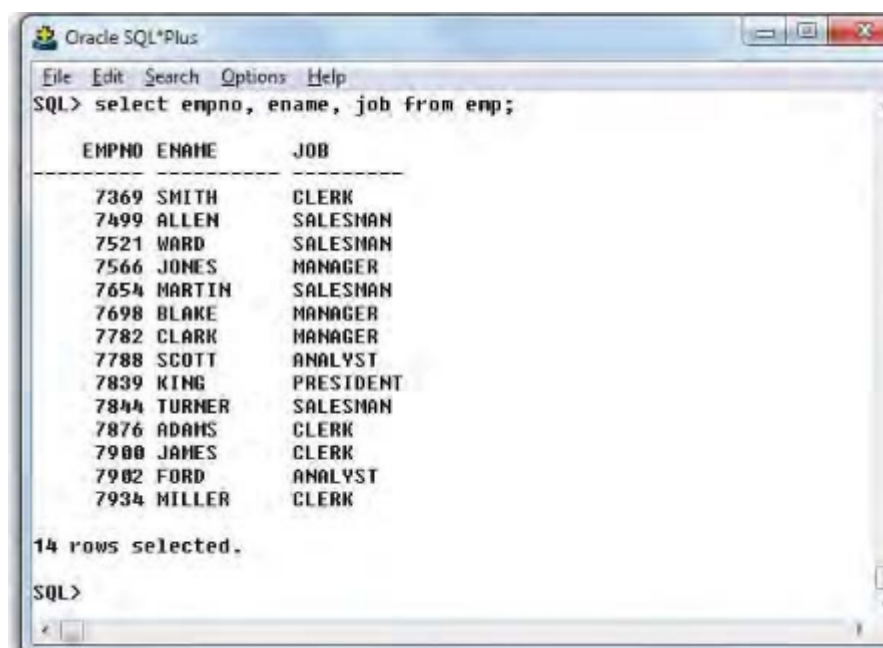 Oracle SQL*Plus
File Edit Search Options Help
SQL> select empno, ename, job from emp;
EMPNO ENAME JOB
--------- ---------- ---------
7369 SMITH CLERK
7499 ALLEN SALESMAN
7521 WARD SALESMAN
7566 JONES MANAGER
7654 MARTIN SALESMAN
7698 BLAKE MANAGER
7782 CLARK MANAGER
7788 SCOTT ANALYST
7839 KING PRESIDENT
7844 TURNER SALESMAN
7876 ADAMS CLERK
7900 JAMES CLERK
7902 FORD ANALYST
7934 MILLER CLERK
14 rows selected.
SQL>